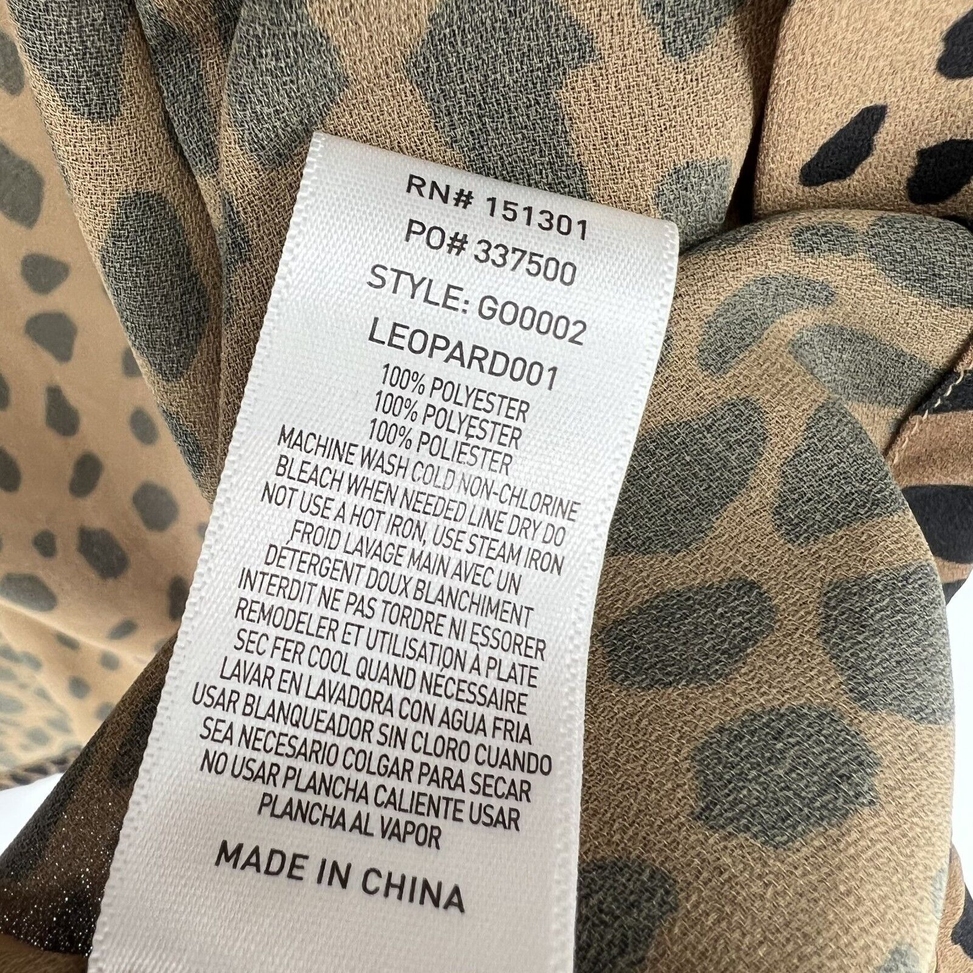 RN# 151301
PO# 337500
STYLE: GO0002
LEOPARD001
100% POLYESTER
100% POLYESTER
100% POLIÉSTER
MACHINE WASH COLD NON-CHLORINE
BLEACH WHEN NEEDED LINE DRY DO
NOT USE A HOT IRON, USE STEAM IRON
FROID LAVAGE MAIN AVEC UN
DÉTERGENT DOUX BLANCHIMENT
INTERDIT NE PAS TORDRE NI ESSORER
REMODELER ET UTILISATION À PLATE
SEC FER COOL QUAND NÉCESSAIRE
LAVAR EN LAVADORA CON AGUA FRIA
USAR BLANQUEADOR SIN CLORO CUANDO
SEA NECESARIO COLGAR PARA SECAR
NO USAR PLANCHA CALIENTE USAR
PLANCHA AL VAPOR
MADE IN CHINA